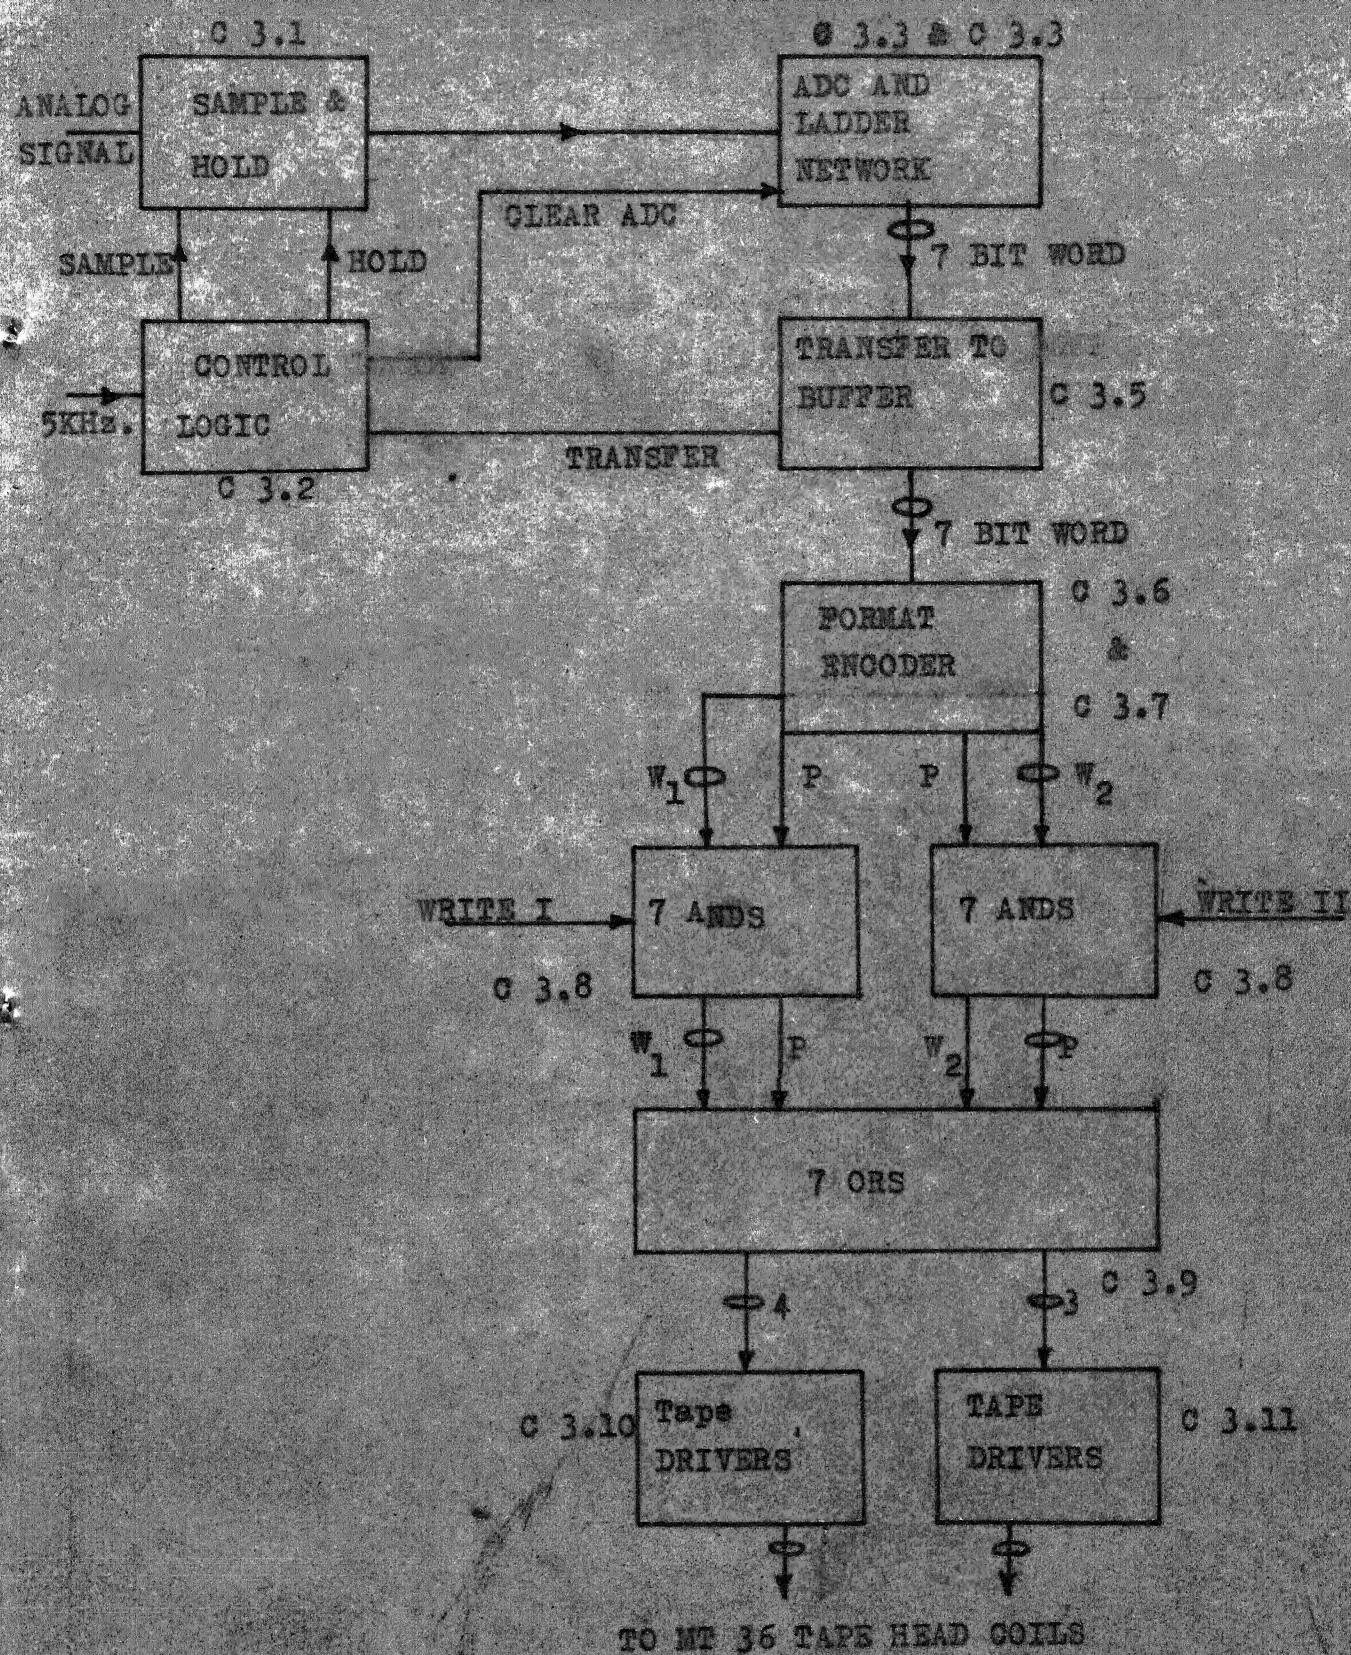 C 3.1
3.3 & C 3.3
ANALOG
SIGNAL
SAMPLE &
HOLD
ADC AND
LADDER
NETWORK
CLEAR ADC
SAMPLE
HOLD
7 BIT WORD
CONTROL
LOGIC
5KHz.
TRANSFER TO
BUFFER
C 3.5
TRANSFER
C 3.2
7 BIT WORD
FORMAT
ENCODER
C 3.6
&
C 3.7
W1
P
P
W2
WRITE I
7 ANDS
7 ANDS
WRITE II
C 3.8
C 3.8
W1
P
W2
P
7 ORS
C 3.9
4
3
C 3.10
Tape
DRIVERS
TAPE
DRIVERS
C 3.11
TO MT 36 TAPE HEAD COILS